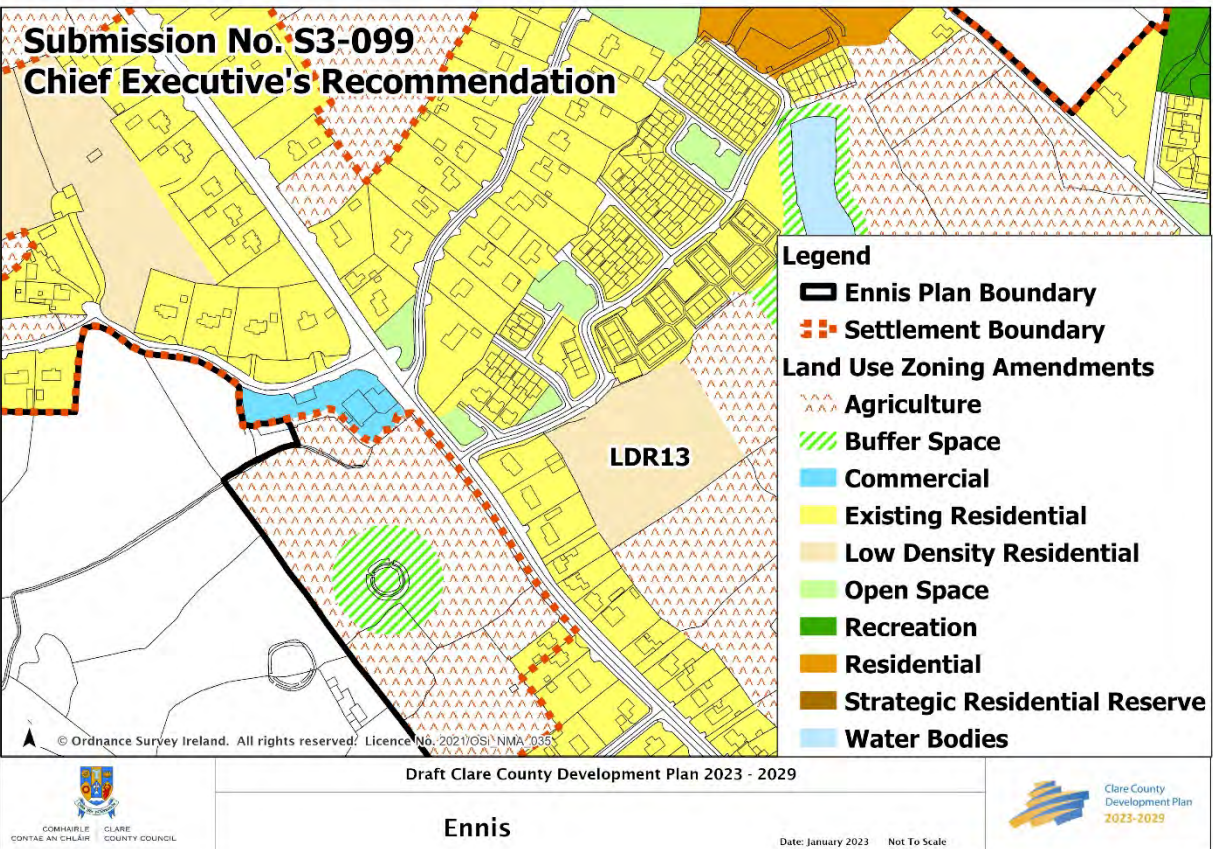 Submission No. S3-099
Chief Executive's Recommendation
LDR13
Legend
Ennis Plan Boundary
Settlement Boundary
Land Use Zoning Amendments
Agriculture
Buffer Space
Commercial
Existing Residential
Low Density Residential
Open Space
Recreation
Residential
Strategic Residential Reserve
Water Bodies
© Ordnance Survey Ireland. All rights reserved. Licence No. 2021/OSI_NMA_035
Draft Clare County Development Plan 2023 - 2029
Ennis
Date: January 2023 Not To Scale
COMHAIRLE CLARE
CONTAE AN CHLÁIR COUNTY COUNCIL
Clare County
Development Plan
2023-2029